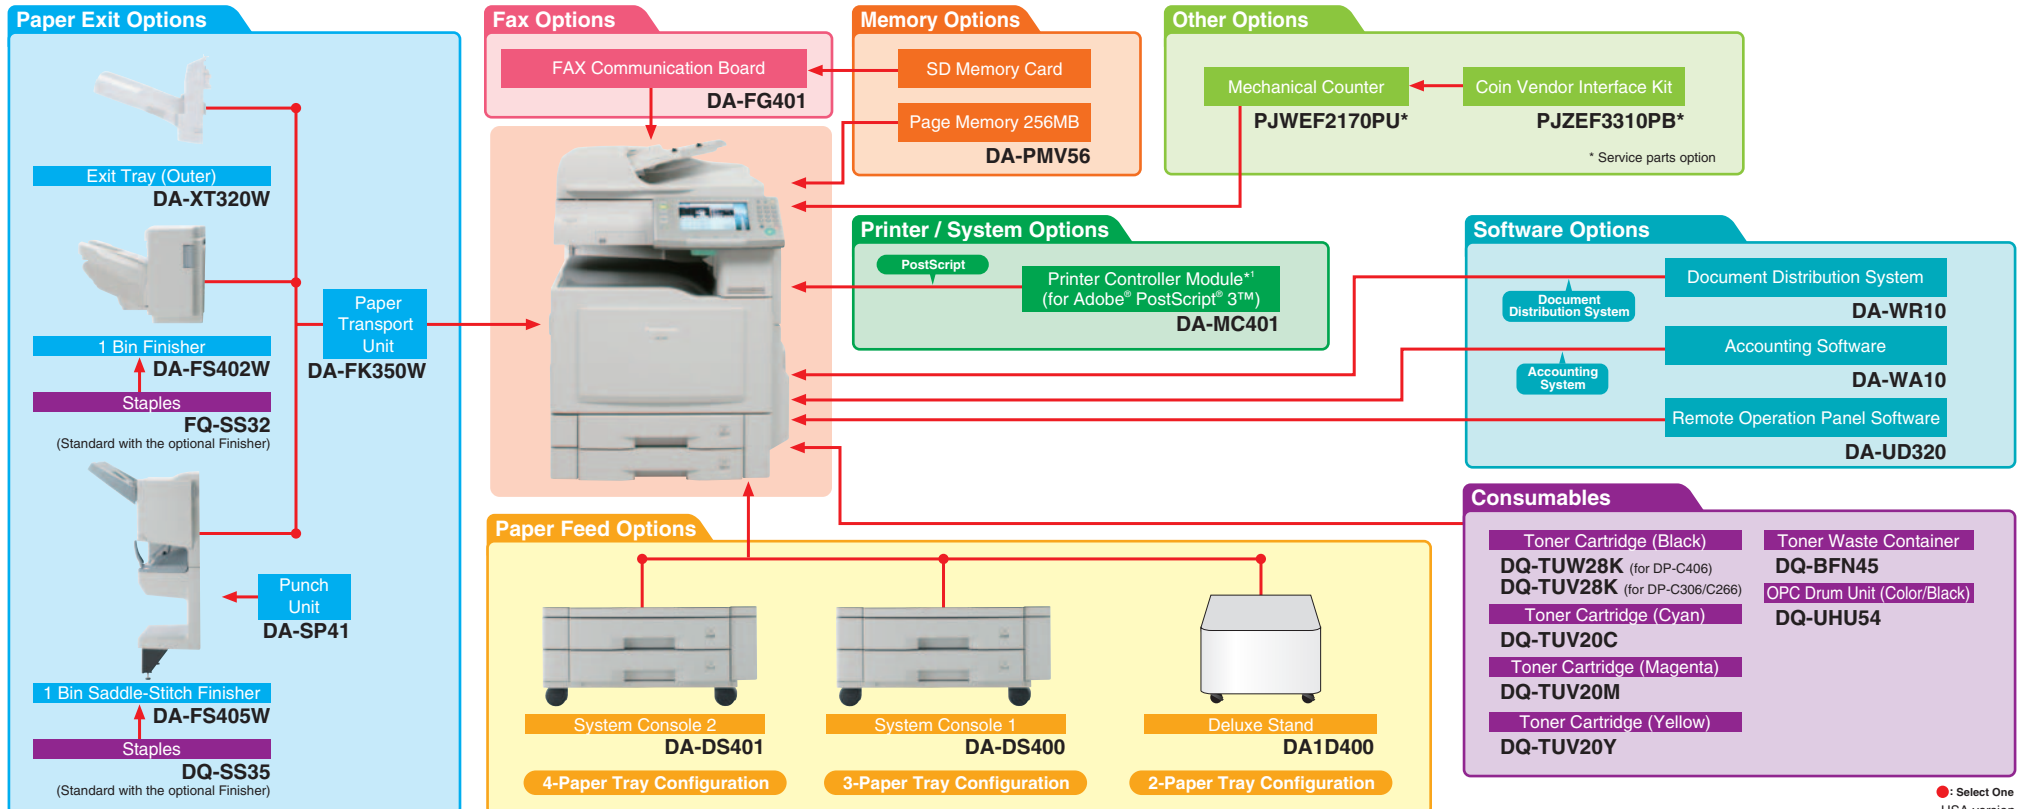 Paper Exit Options
Exit Tray (Outer)
DA-XT320W
1 Bin Finisher
DA-FS402W
Staples
FQ-SS32
(Standard with the optional Finisher)
Paper
Transport
Unit
DA-FK350W
Punch
Unit
DA-SP41
1 Bin Saddle-Stitch Finisher
DA-FS405W
Staples
DQ-SS35
(Standard with the optional Finisher)
Fax Options
FAX Communication Board
DA-FG401
Memory Options
SD Memory Card
Page Memory 256MB
DA-PMV56
Other Options
Mechanical Counter
PJWEF2170PU*
Coin Vendor Interface Kit
PJZEF3310PB*
* Service parts option
Printer / System Options
PostScript
Printer Controller Module*1
(for Adobe® PostScript® 3™)
DA-MC401
Software Options
Document Distribution System
DA-WR10
Document
Distribution System
Accounting Software
DA-WA10
Accounting
System
Remote Operation Panel Software
DA-UD320
Paper Feed Options
System Console 2
DA-DS401
4-Paper Tray Configuration
System Console 1
DA-DS400
3-Paper Tray Configuration
Deluxe Stand
DA1D400
2-Paper Tray Configuration
Consumables
Toner Cartridge (Black)
DQ-TUW28K (for DP-C406)
DQ-TUV28K (for DP-C306/C266)
Toner Cartridge (Cyan)
DQ-TUV20C
Toner Cartridge (Magenta)
DQ-TUV20M
Toner Cartridge (Yellow)
DQ-TUV20Y
Toner Waste Container
DQ-BFN45
OPC Drum Unit (Color/Black)
DQ-UHU54
: Select One
USA version